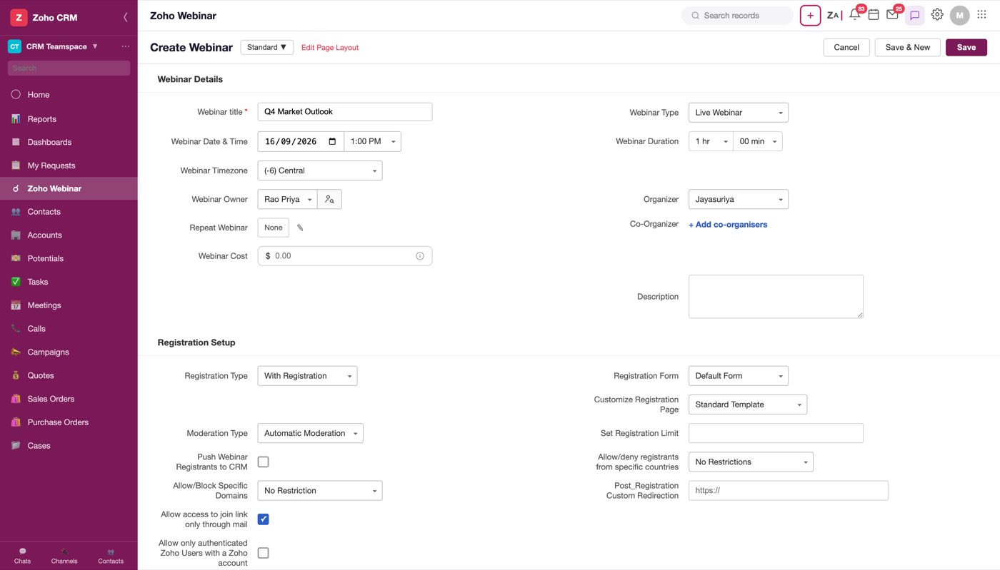 Z Zoho CRM
CT CRM Teamspace ▼ ...
Search
Home
Reports
Dashboards
My Requests
Zoho Webinar
Contacts
Accounts
Potentials
Tasks
17 Meetings
Calls
Campaigns
Quotes
Sales Orders
Purchase Orders
Cases
Chats Channels Contacts
Zoho Webinar
Search records
+ ZA 83 25 M
Create Webinar Standard ▼ Edit Page Layout
Cancel Save & New Save
Webinar Details
Webinar title * Q4 Market Outlook
Webinar Type Live Webinar
Webinar Date & Time 16/09/2026 1:00 PM
Webinar Duration 1 hr 00 min
Webinar Timezone (-6) Central
Webinar Owner Rao Priya
Organizer Jayasuriya
Repeat Webinar None
Co-Organizer + Add co-organisers
Webinar Cost $ 0.00
Description
Registration Setup
Registration Type With Registration
Registration Form Default Form
Customize Registration
Page Standard Template
Moderation Type Automatic Moderation
Set Registration Limit
Push Webinar
Registrants to CRM
Allow/deny registrants
from specific countries No Restrictions
Allow/Block Specific
Domains No Restriction
Post_Registration
Custom Redirection https://
Allow access to join link
only through mail
Allow only authenticated
Zoho Users with a Zoho
account